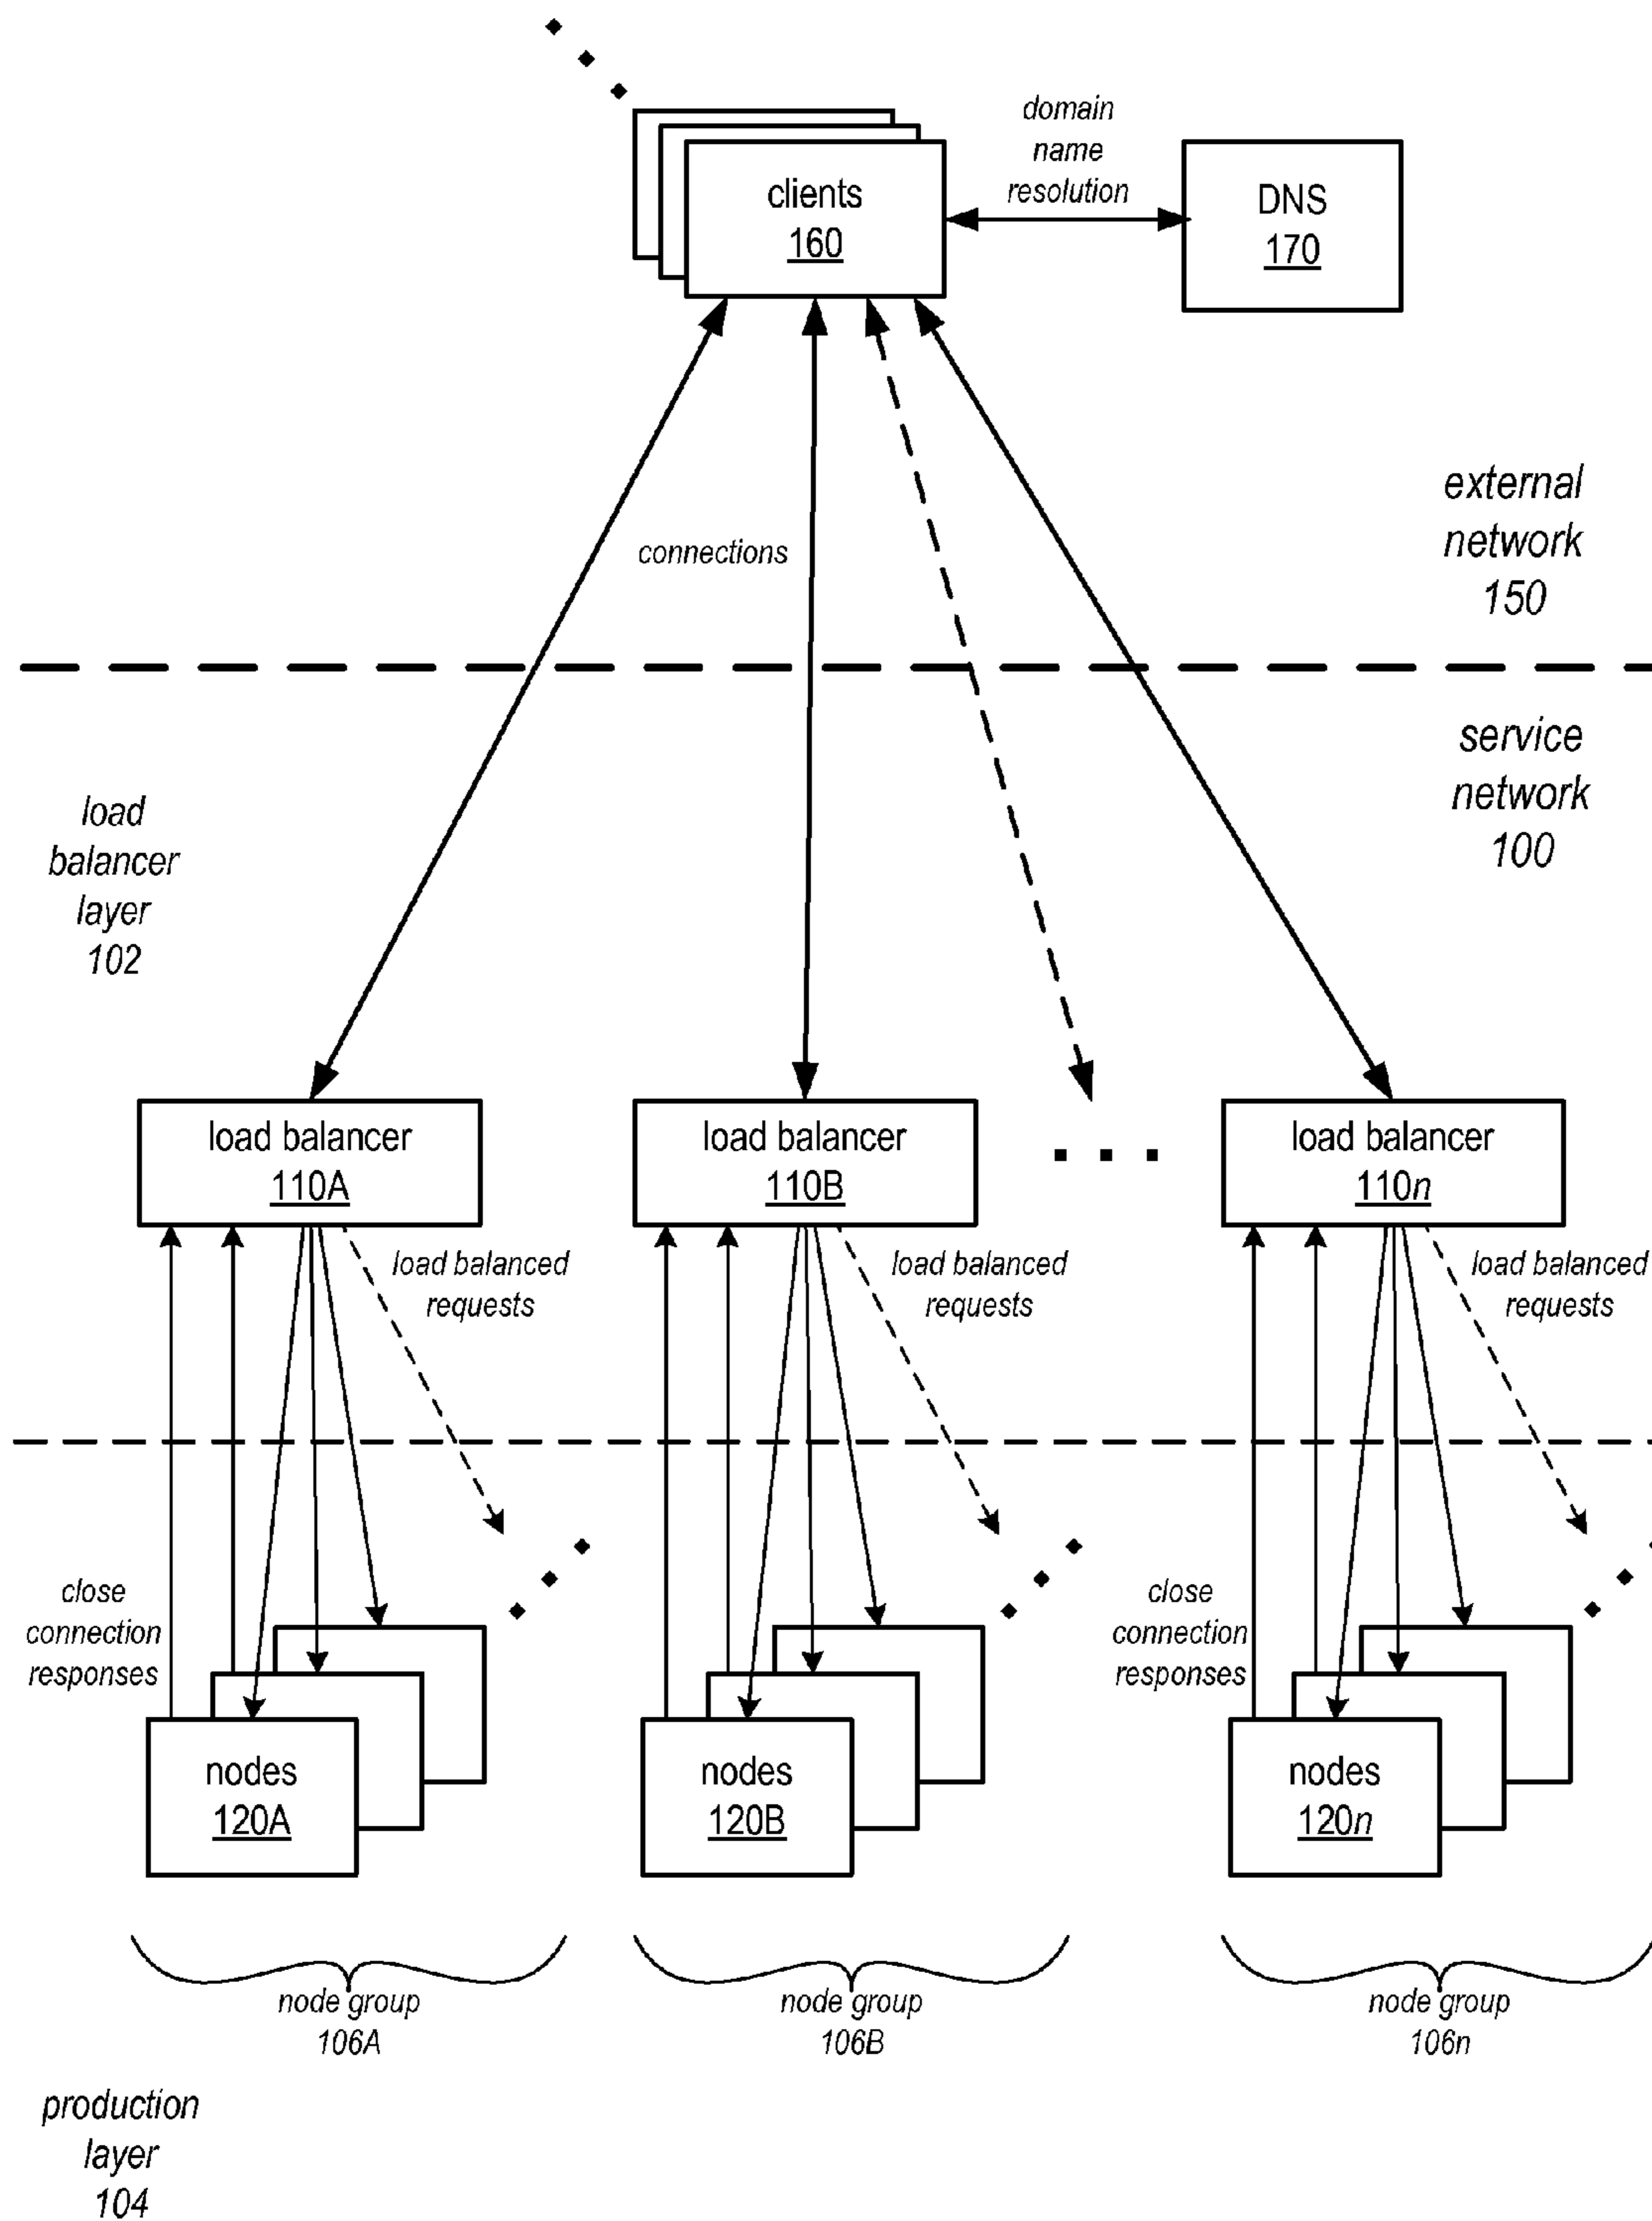 domain
name
resolution
clients
160
DNS
170
connections
external
network
150
service
network
100
load
balancer
layer
102
load balancer
110A
load balancer
110B
load balancer
110n
load balanced
requests
load balanced
requests
load balanced
requests
close
connection
responses
close
connection
responses
nodes
120A
nodes
120B
nodes
120n
node group
106A
node group
106B
node group
106n
production
layer
104